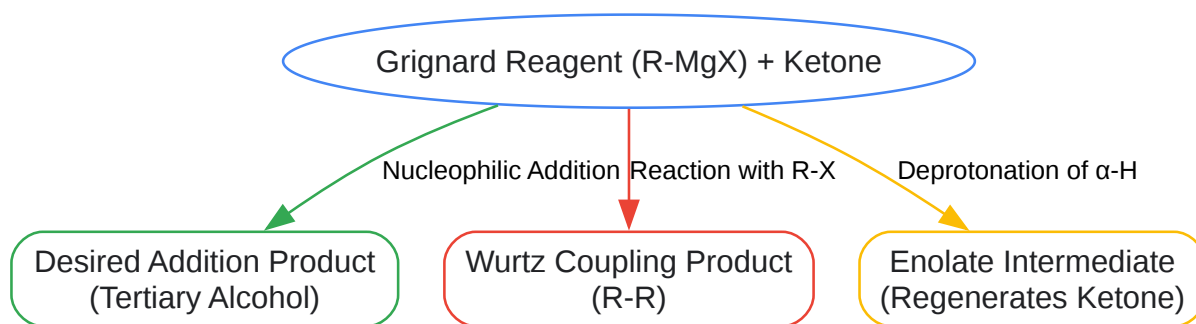 Grignard Reagent (R-MgX) + Ketone
Nucleophilic Addition
Reaction with R-X
Deprotonation of α-H
Desired Addition Product
(Tertiary Alcohol)
Wurtz Coupling Product
(R-R)
Enolate Intermediate
(Regenerates Ketone)